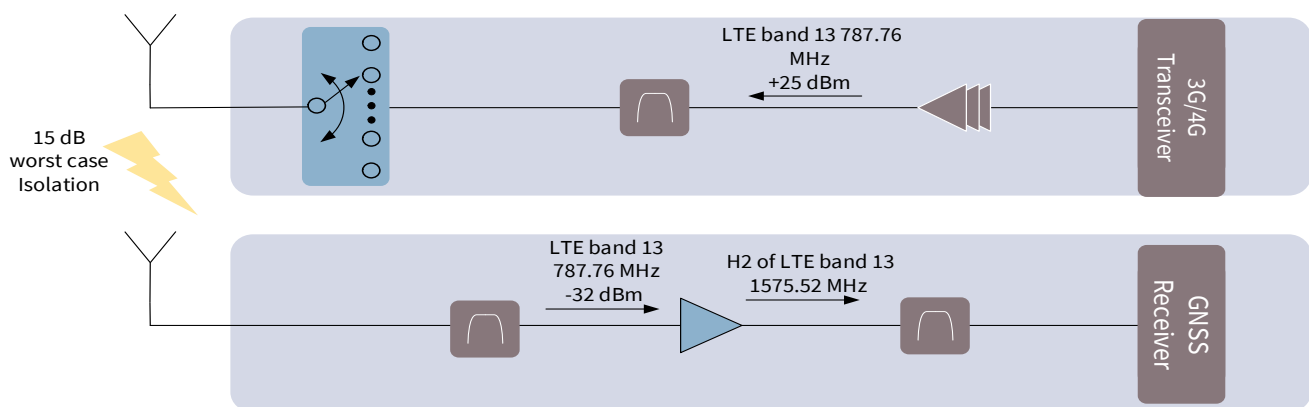 LTE band 13 787.76
MHz
+25 dBm
3G/4G
Transceiver
15 dB
worst case
Isolation
LTE band 13
787.76 MHz
-32 dBm
H2 of LTE band 13
1575.52 MHz
GNSS
Receiver